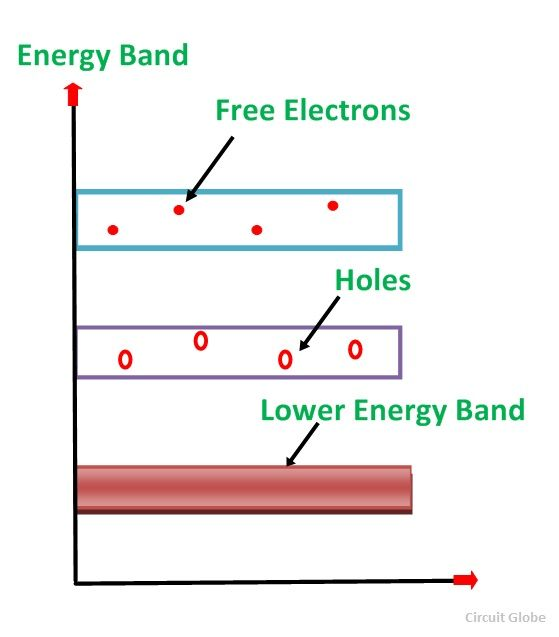 Energy Band
Free Electrons
Holes
Lower Energy Band
Circuit Globe